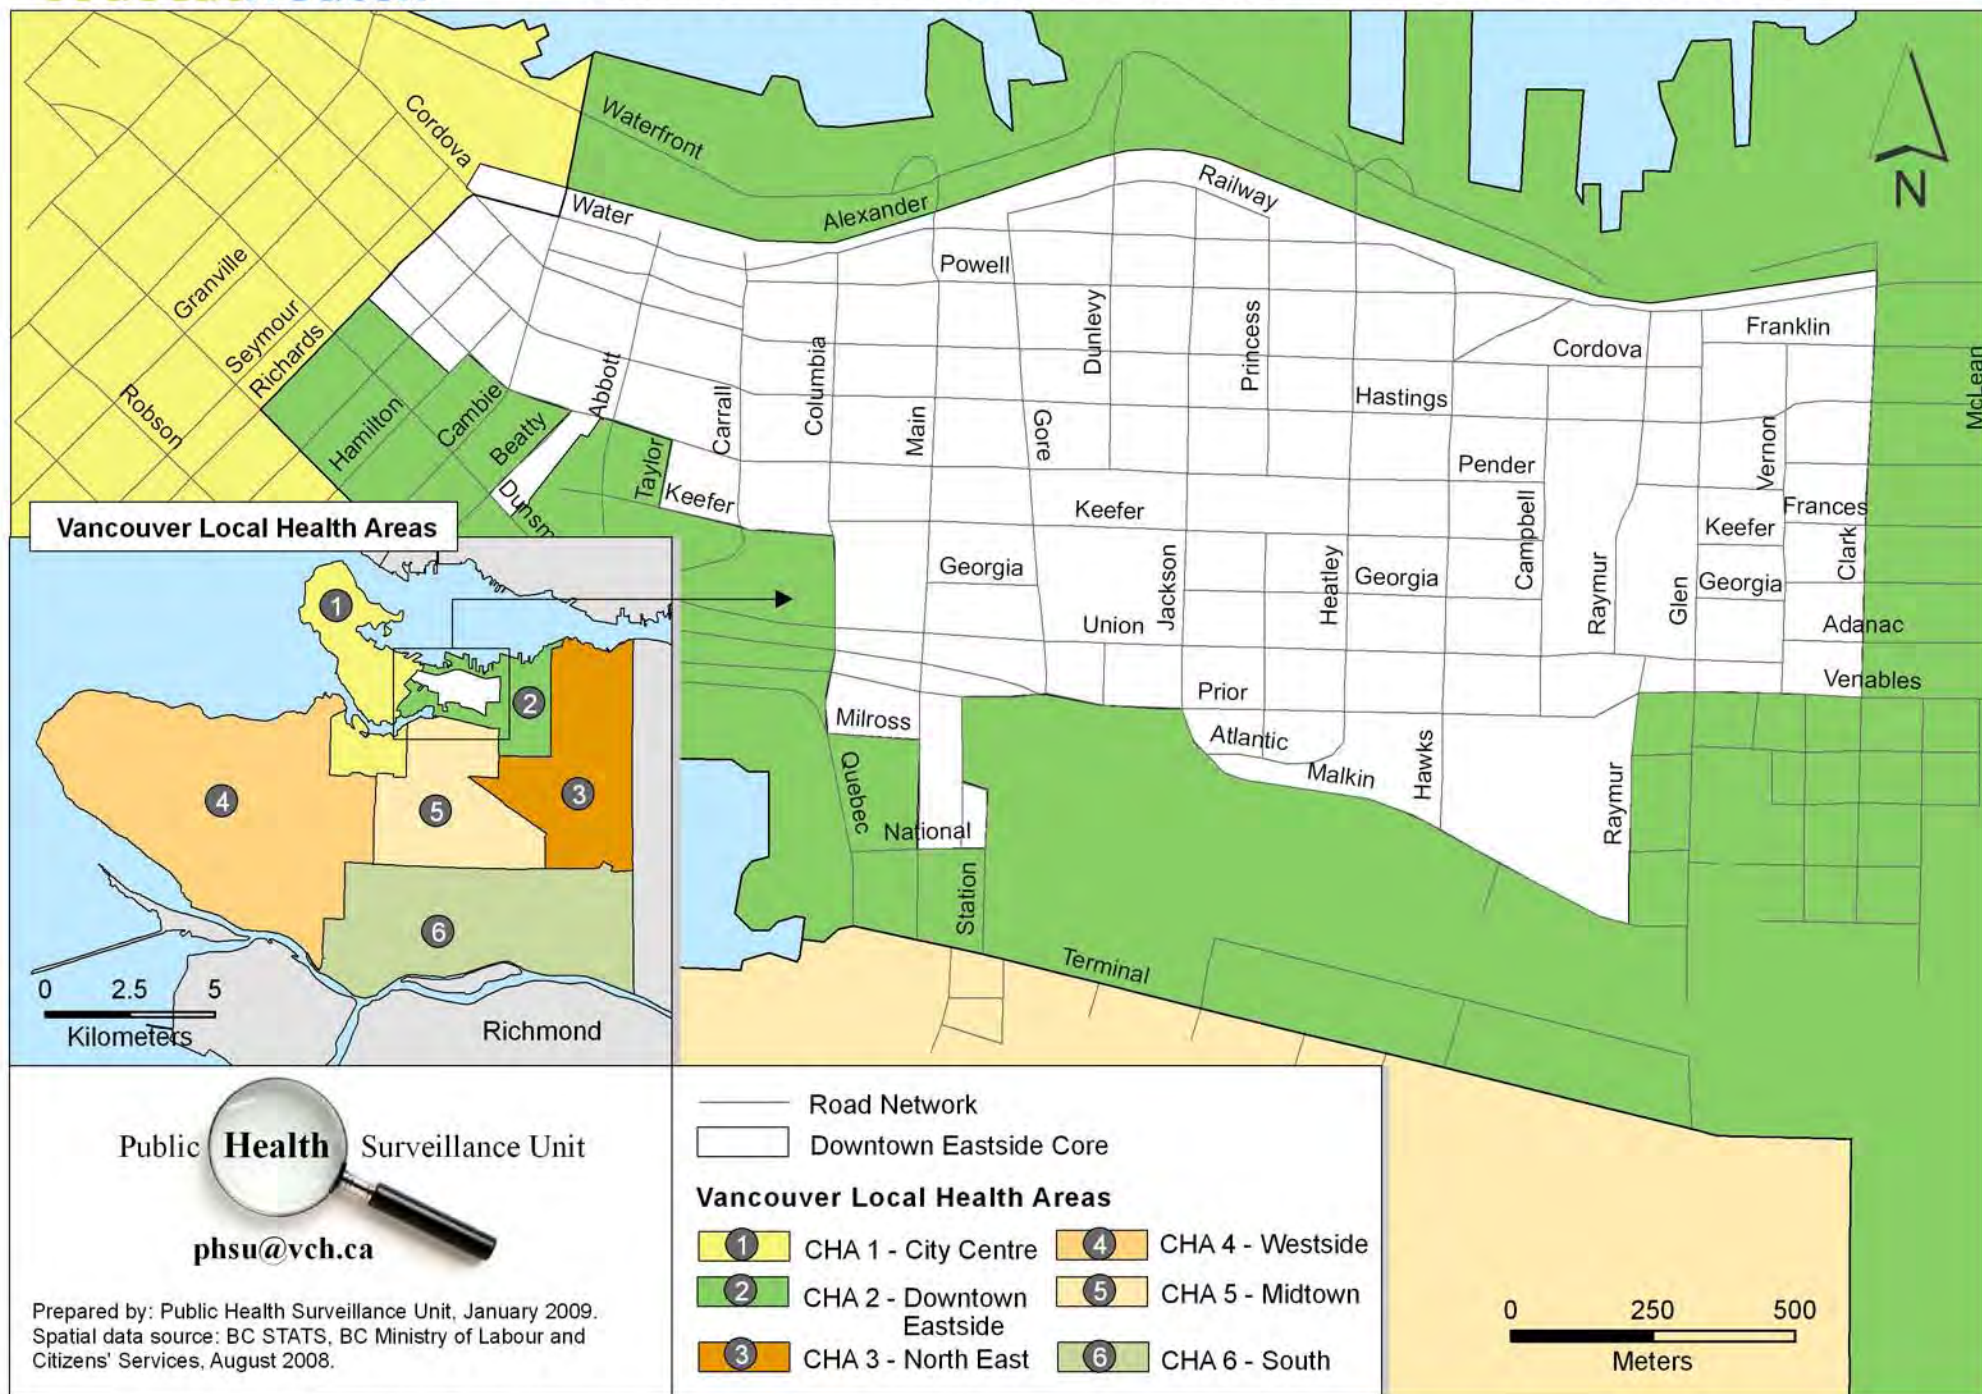 Cordova
Waterfront
Water
Alexander
Railway
N
Granville
Seymour
Richards
Robson
Powell
Dunlevy
Princess
Franklin
Cordova
McLean
Hamilton
Cambie
Beatty
Abbott
Carrall
Columbia
Main
Gore
Hastings
Pender
Vernon
Taylor
Keefer
Dunsm
Keefer
Campbell
Keefer
Frances
Clark
Georgia
Jackson
Heatley
Georgia
Raymur
Glen
Georgia
Union
Adanac
Prior
Venables
Milross
Atlantic
Malkin
Hawks
Raymur
Quebec
National
Station
Terminal
Vancouver Local Health Areas
1
2
3
4
5
6
0 2.5 5
Kilometers
Richmond
Public Health Surveillance Unit
phsu@vch.ca
Prepared by: Public Health Surveillance Unit, January 2009.
Spatial data source: BC STATS, BC Ministry of Labour and
Citizens' Services, August 2008.
Road Network
Downtown Eastside Core
Vancouver Local Health Areas
1 CHA 1 - City Centre
2 CHA 2 - Downtown
Eastside
3 CHA 3 - North East
4 CHA 4 - Westside
5 CHA 5 - Midtown
6 CHA 6 - South
0 250 500
Meters